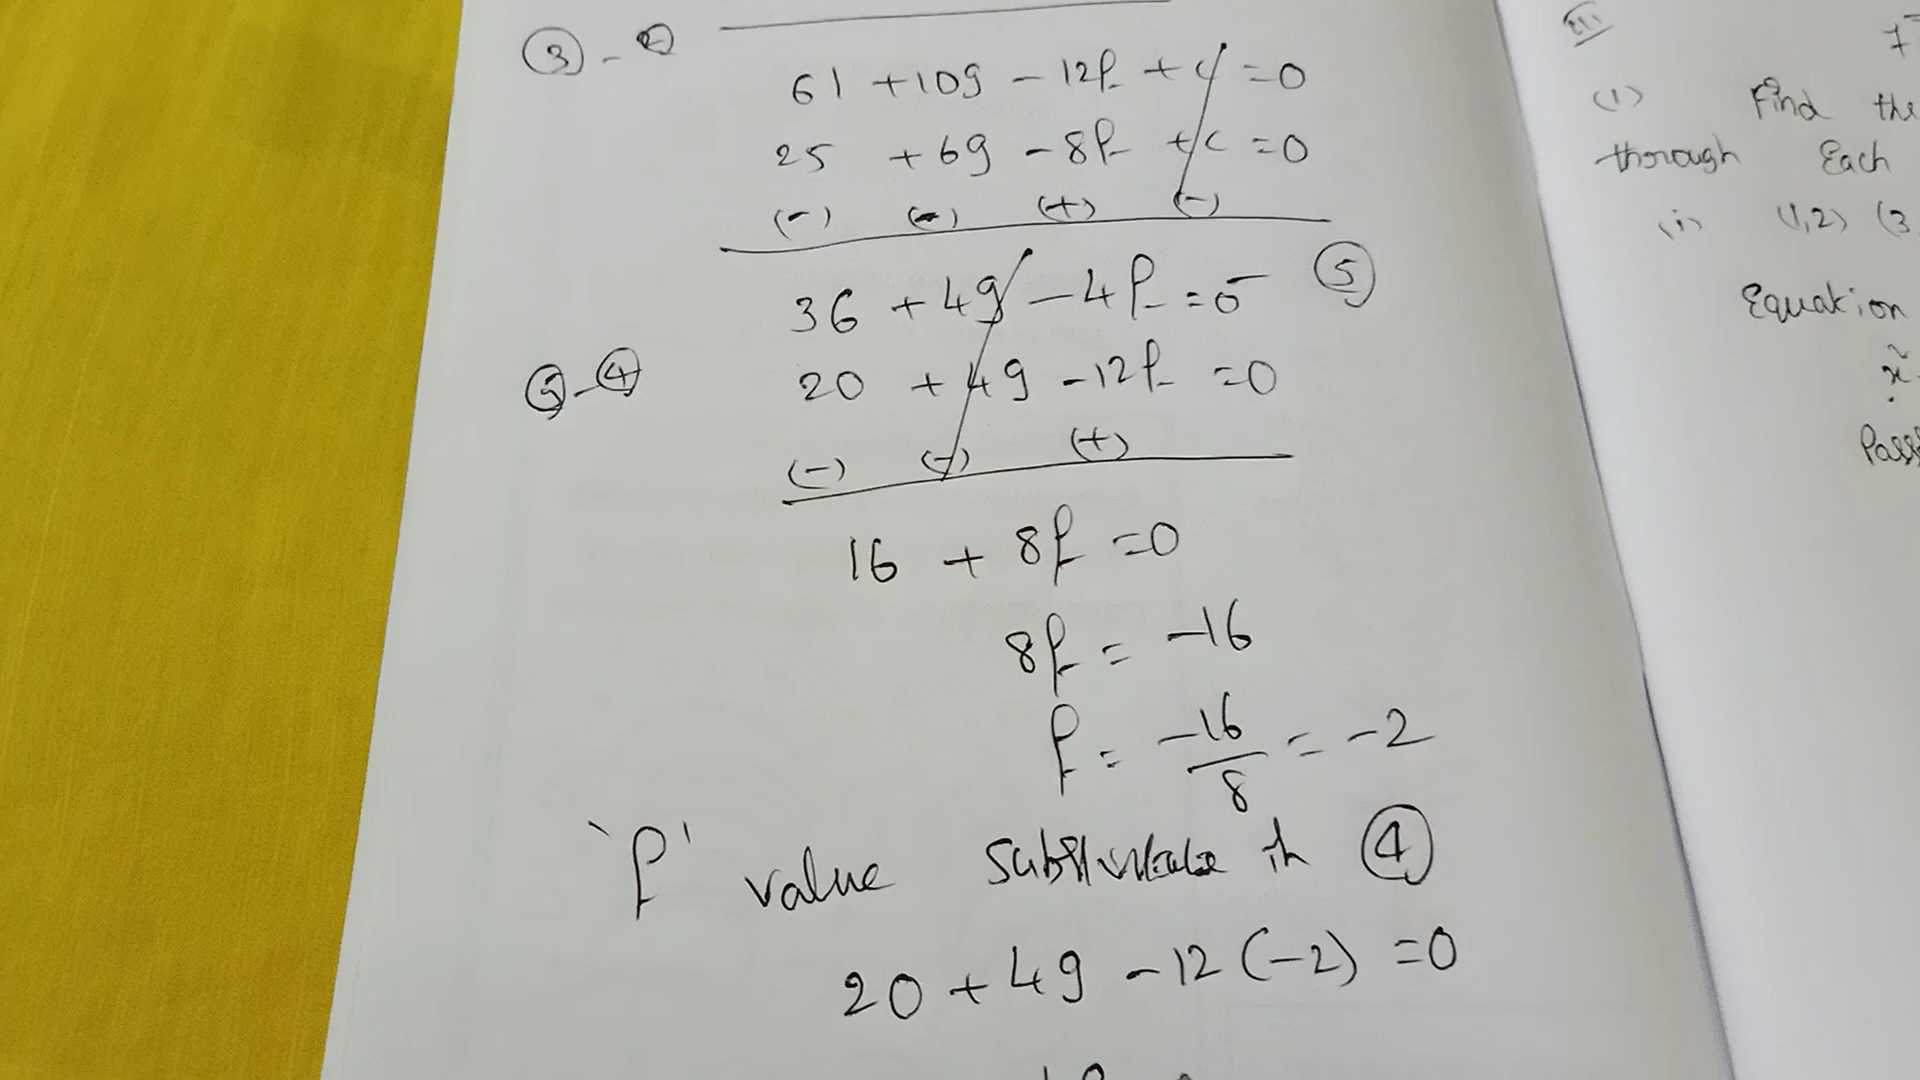 ③ - ②
61 + 10g - 12f + c = 0
25 + 6g - 8f + c = 0
(-) (-) (+) (-)
36 + 4g - 4f = 0 ⑤
⑤ - ④ 20 + 4g - 12f = 0
(-) (-) (+)
16 + 8f = 0
8f = -16
f = -16/8 = -2
'f' value substitute in ④
20 + 4g - 12(-2) = 0
(1) Find the
through Each
(i) (1,2) (3,
Equation